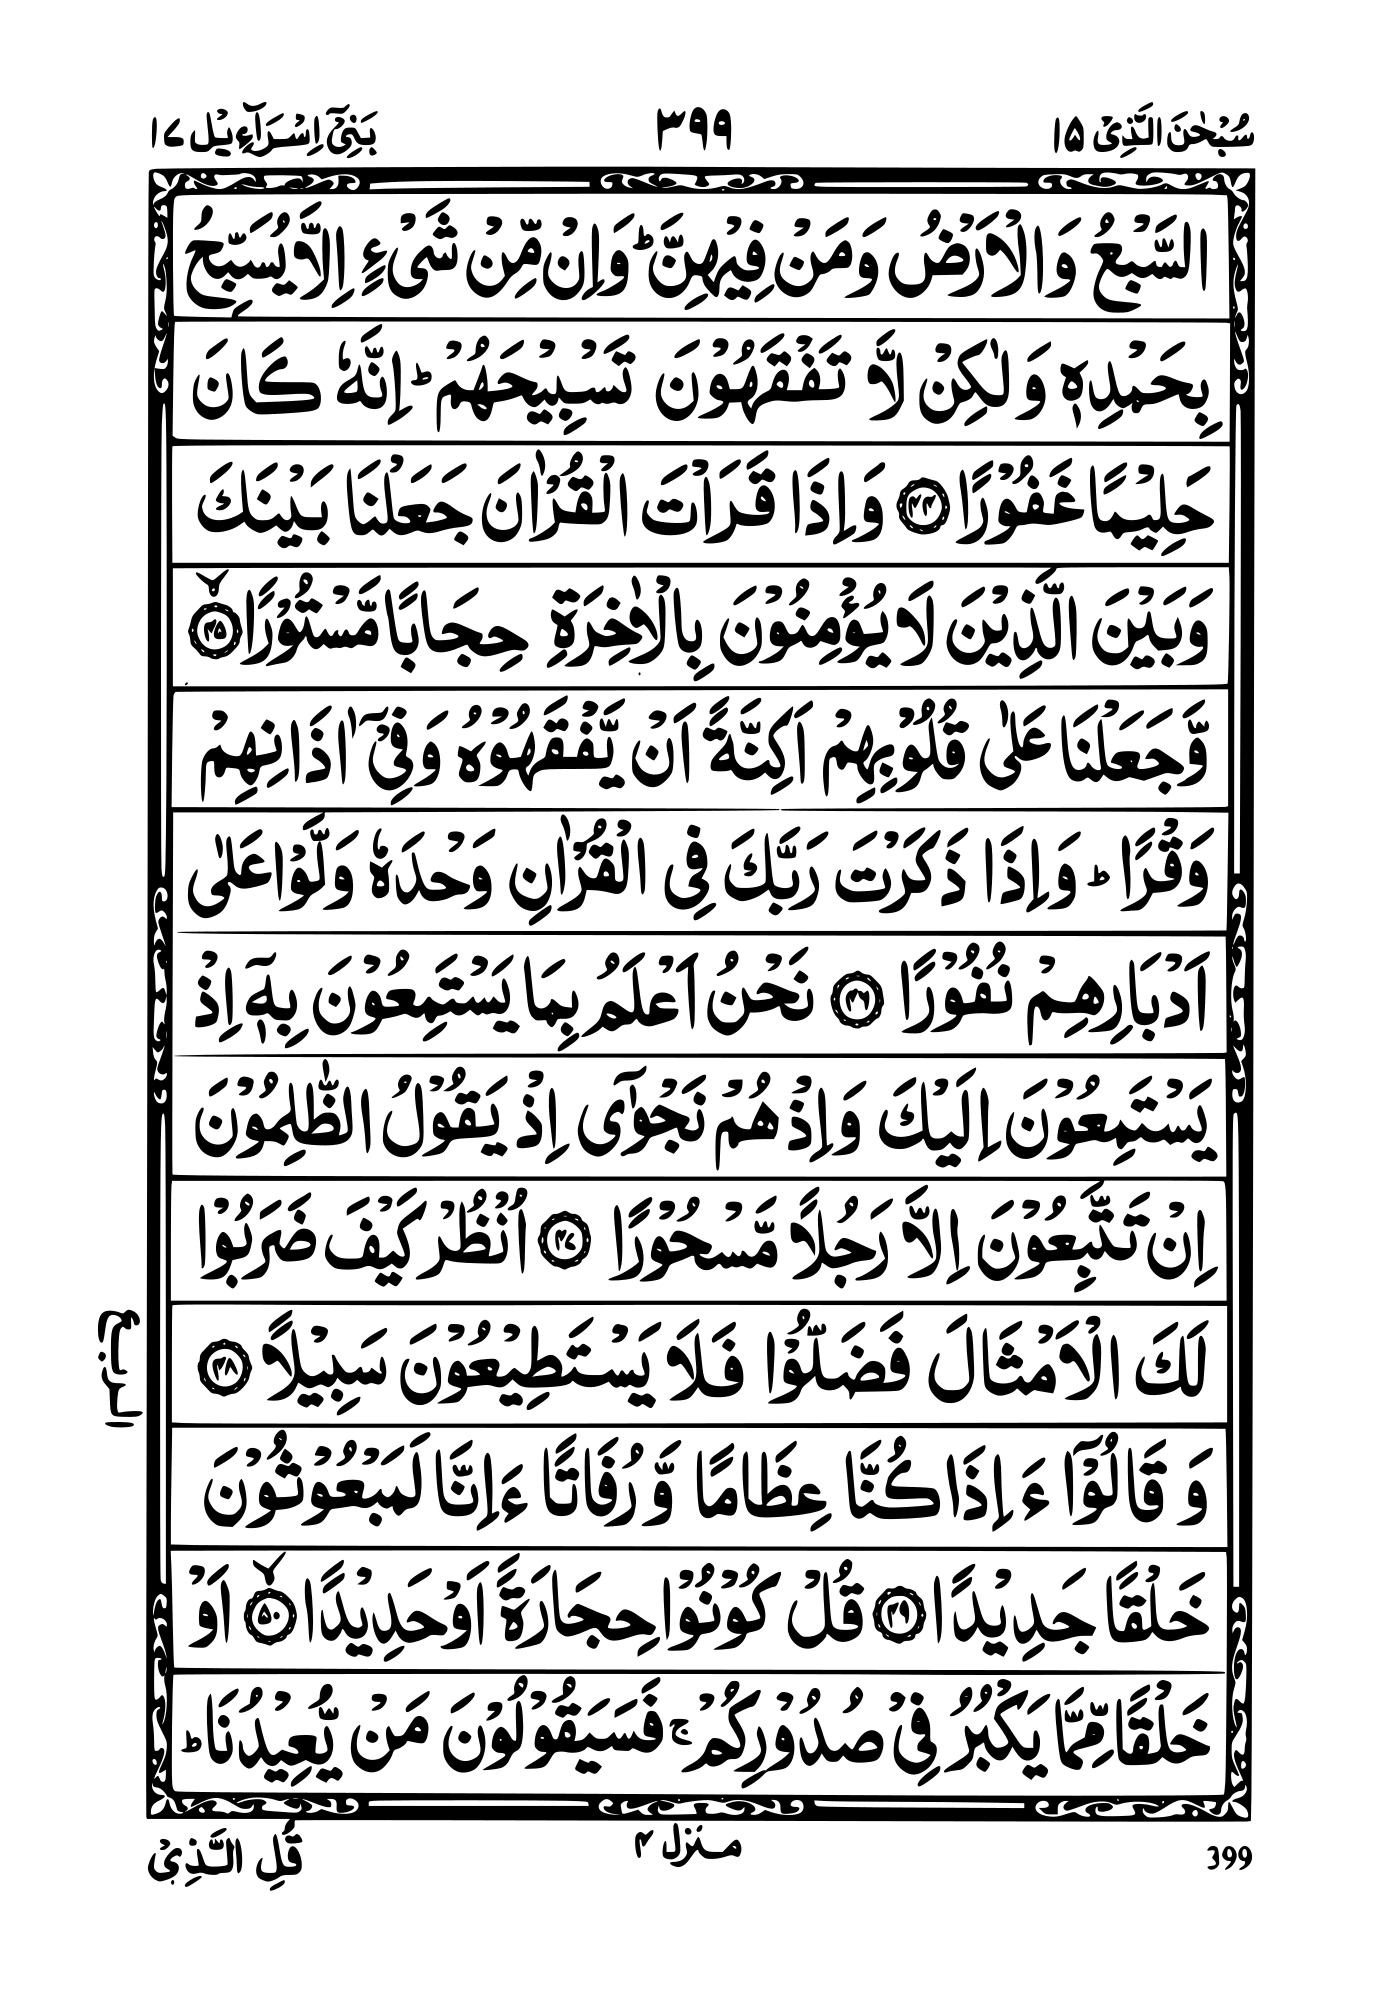 سُبْحٰنَ الَّذِیْ ١٥
٣٩٩
بَنِیْۤ اِسْرَآءِیْل ١٧
السَّبْعُ وَ الْاَرْضُ وَ مَنْ فِیْهِنَّ ؕ وَ اِنْ مِّنْ شَیْءٍ اِلَّا یُسَبِّحُ
بِحَمْدِهٖ وَ لٰكِنْ لَّا تَفْقَهُوْنَ تَسْبِیْحَهُمْ ؕ اِنَّهٗ كَانَ
حَلِیْمًا غَفُوْرًا ﴿٤٤﴾ وَ اِذَا قَرَاْتَ الْقُرْاٰنَ جَعَلْنَا بَیْنَكَ
وَ بَیْنَ الَّذِیْنَ لَا یُؤْمِنُوْنَ بِالْاٰخِرَةِ حِجَابًا مَّسْتُوْرًا ﴿٤٥﴾ۙ
وَّ جَعَلْنَا عَلٰی قُلُوْبِهِمْ اَكِنَّةً اَنْ یَّفْقَهُوْهُ وَ فِیْۤ اٰذَانِهِمْ
وَقْرًا ؕ وَ اِذَا ذَكَرْتَ رَبَّكَ فِی الْقُرْاٰنِ وَحْدَهٗ وَلَّوْا عَلٰۤی
اَدْبَارِهِمْ نُفُوْرًا ﴿٤٦﴾ نَحْنُ اَعْلَمُ بِمَا یَسْتَمِعُوْنَ بِهٖۤ اِذْ
یَسْتَمِعُوْنَ اِلَیْكَ وَ اِذْ هُمْ نَجْوٰۤی اِذْ یَقُوْلُ الظّٰلِمُوْنَ
اِنْ تَتَّبِعُوْنَ اِلَّا رَجُلًا مَّسْحُوْرًا ﴿٤٧﴾ اُنْظُرْ كَیْفَ ضَرَبُوْا
لَكَ الْاَمْثَالَ فَضَلُّوْا فَلَا یَسْتَطِیْعُوْنَ سَبِیْلًا ﴿٤٨﴾
الربع
وَ قَالُوْۤا ءَاِذَا كُنَّا عِظَامًا وَّ رُفَاتًا ءَاِنَّا لَمَبْعُوْثُوْنَ
خَلْقًا جَدِیْدًا ﴿٤٩﴾ قُلْ كُوْنُوْا حِجَارَةً اَوْ حَدِیْدًا ﴿٥٠﴾ۙ اَوْ
خَلْقًا مِّمَّا یَكْبُرُ فِیْ صُدُوْرِكُمْ ۚ فَسَیَقُوْلُوْنَ مَنْ یُّعِیْدُنَا ؕ
399
منزل ٤
قُلِ الَّذِیْ